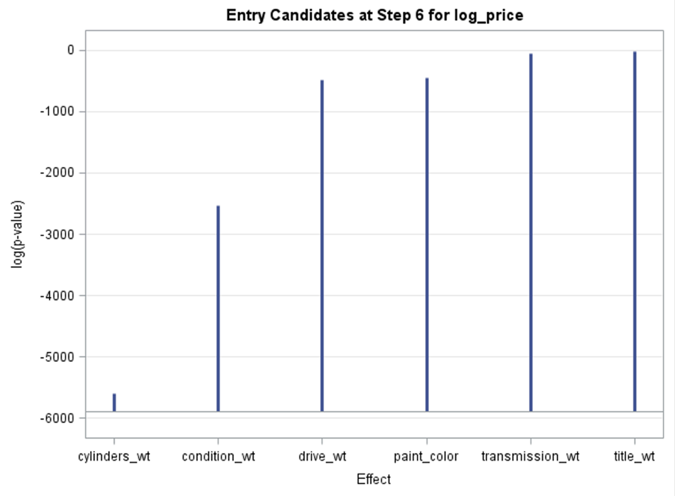 Entry Candidates at Step 6 for log_price
0
-1000
-2000
-3000
-4000
-5000
-6000
log(p-value)
cylinders_wt condition_wt drive_wt paint_color transmission_wt title_wt
Effect